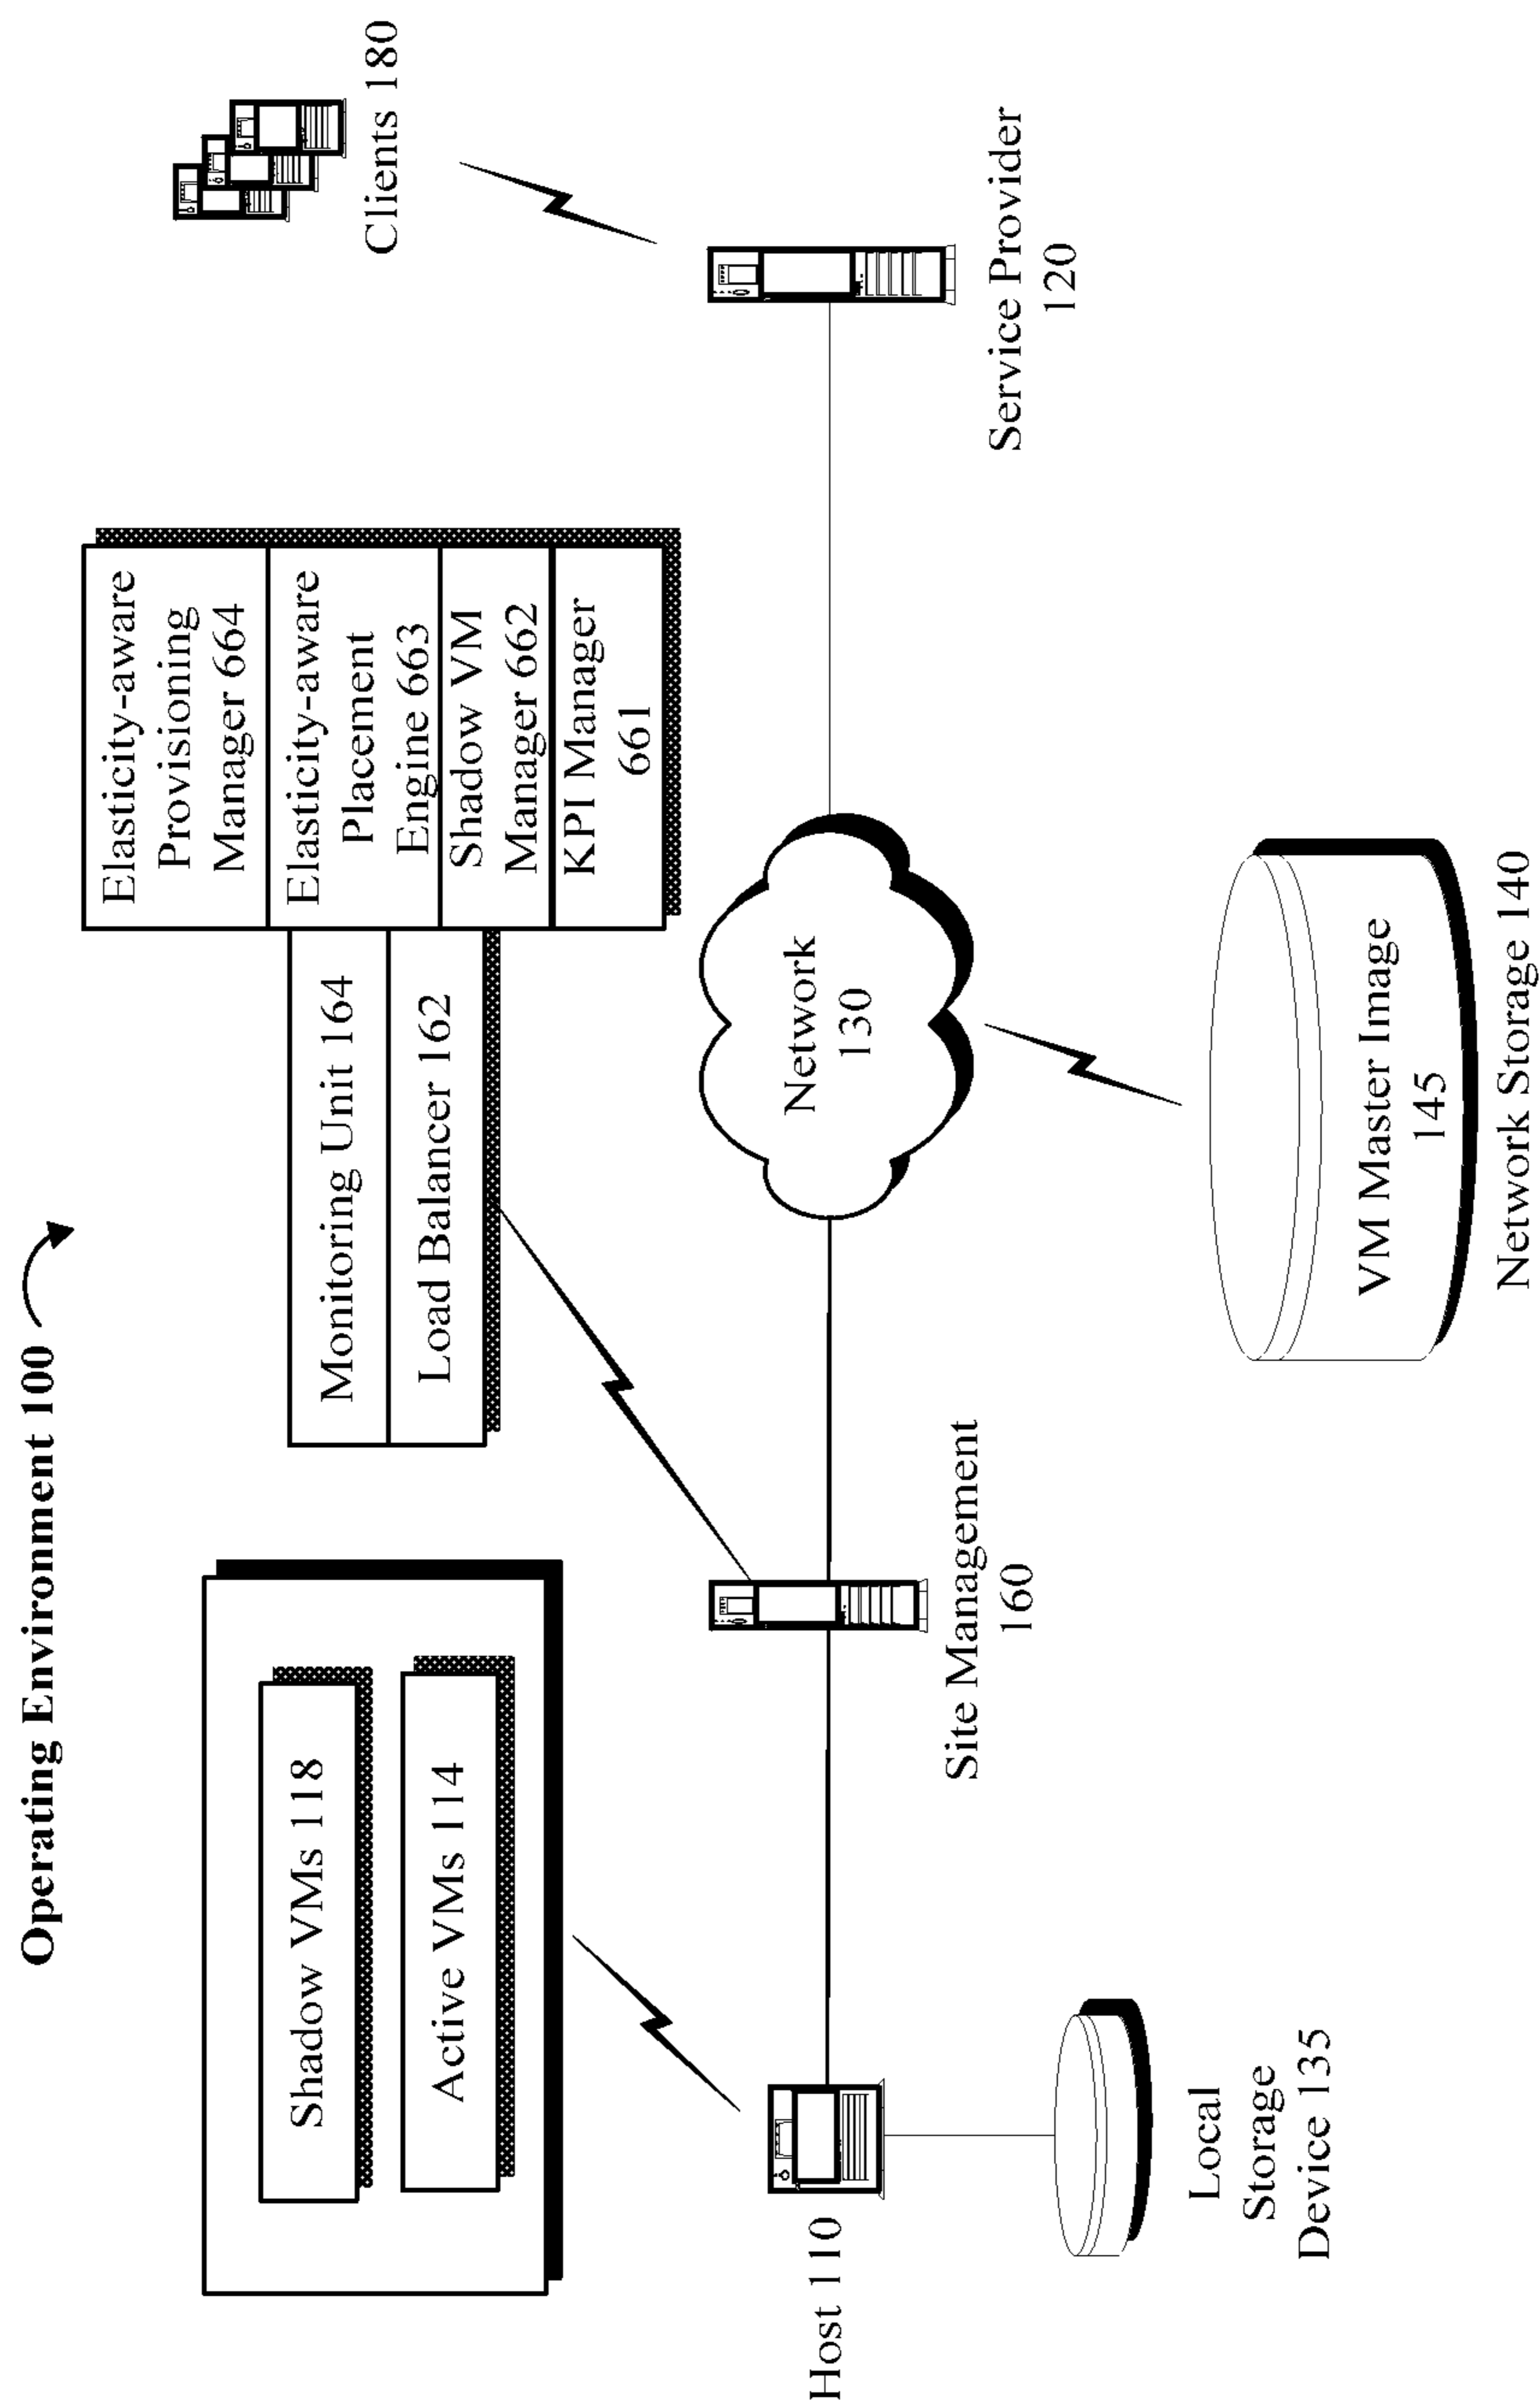 Operating Environment 100
Shadow VMs 118
Active VMs 114
Monitoring Unit 164
Load Balancer 162
Elasticity-aware
Provisioning
Manager 664
Elasticity-aware
Placement
Engine 663
Shadow VM
Manager 662
KPI Manager
661
Clients 180
Host 110
Site Management
160
Network
130
Service Provider
120
Local
Storage
Device 135
VM Master Image
145
Network Storage 140